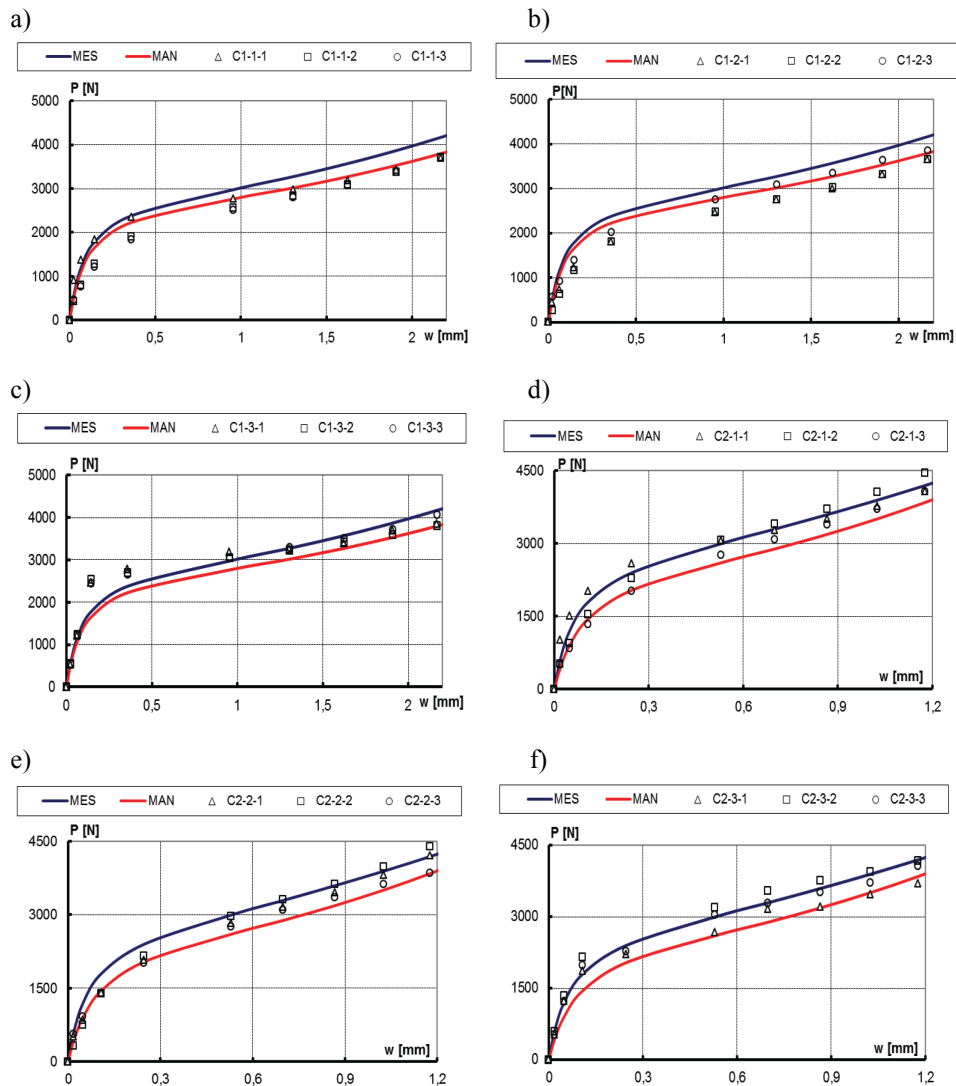 a)
MES MAN C1-1-1 C1-1-2 C1-1-3
P [N]
5000
4000
3000
2000
1000
0
0 0,5 1 1,5 2 w [mm]
b)
MES MAN C1-2-1 C1-2-2 C1-2-3
P[N]
5000
4000
3000
2000
1000
0
0 0,5 1 1,5 2 w [mm]
c)
MES MAN C1-3-1 C1-3-2 C1-3-3
P [N]
5000
4000
3000
2000
1000
0
0 0,5 1 1,5 2 w [mm]
d)
MES MAN C2-1-1 C2-1-2 C2-1-3
P [N]
4500
3000
1500
0
w [mm]
0 0,3 0,6 0,9 1,2
e)
MES MAN C2-2-1 C2-2-2 C2-2-3
P [N]
4500
3000
1500
0
w [mm]
0 0,3 0,6 0,9 1,2
f)
MES MAN C2-3-1 C2-3-2 C2-3-3
P [N]
4500
3000
1500
0
w [mm]
0 0,3 0,6 0,9 1,2